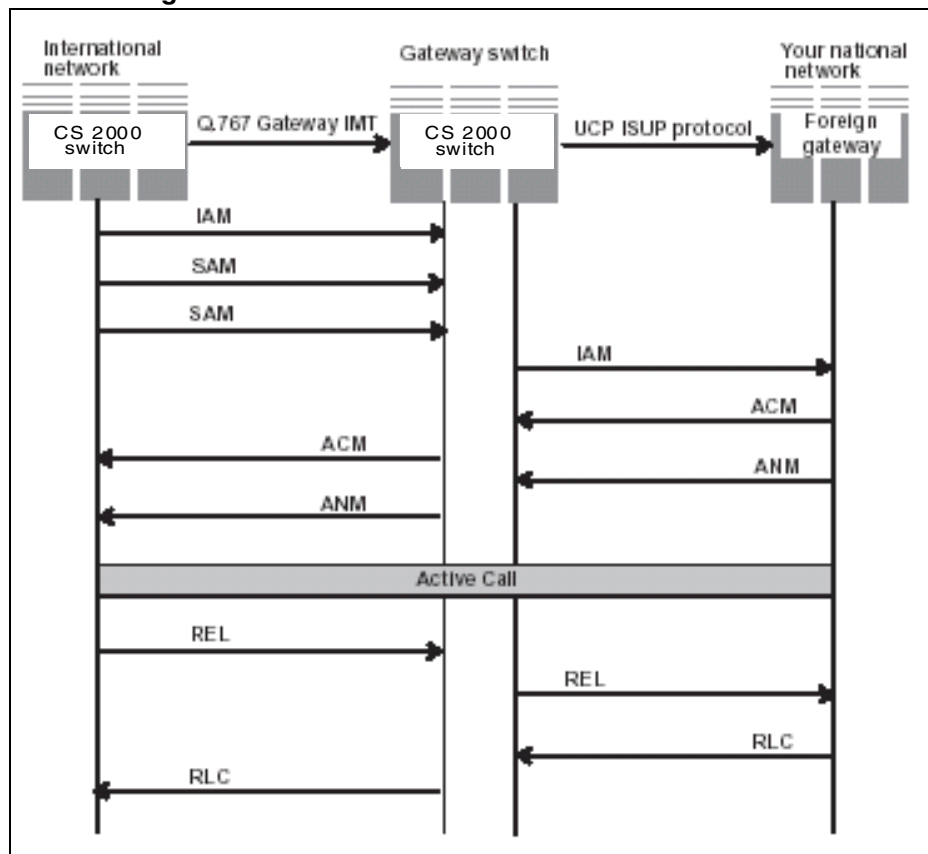 International
network
Gateway switch
Your national
network
CS 2000
switch
Q.767 Gateway IMT
CS 2000
switch
UCP ISUP protocol
Foreign
gateway
IAM
SAM
SAM
IAM
ACM
ACM
ANM
ANM
Active Call
REL
REL
RLC
RLC